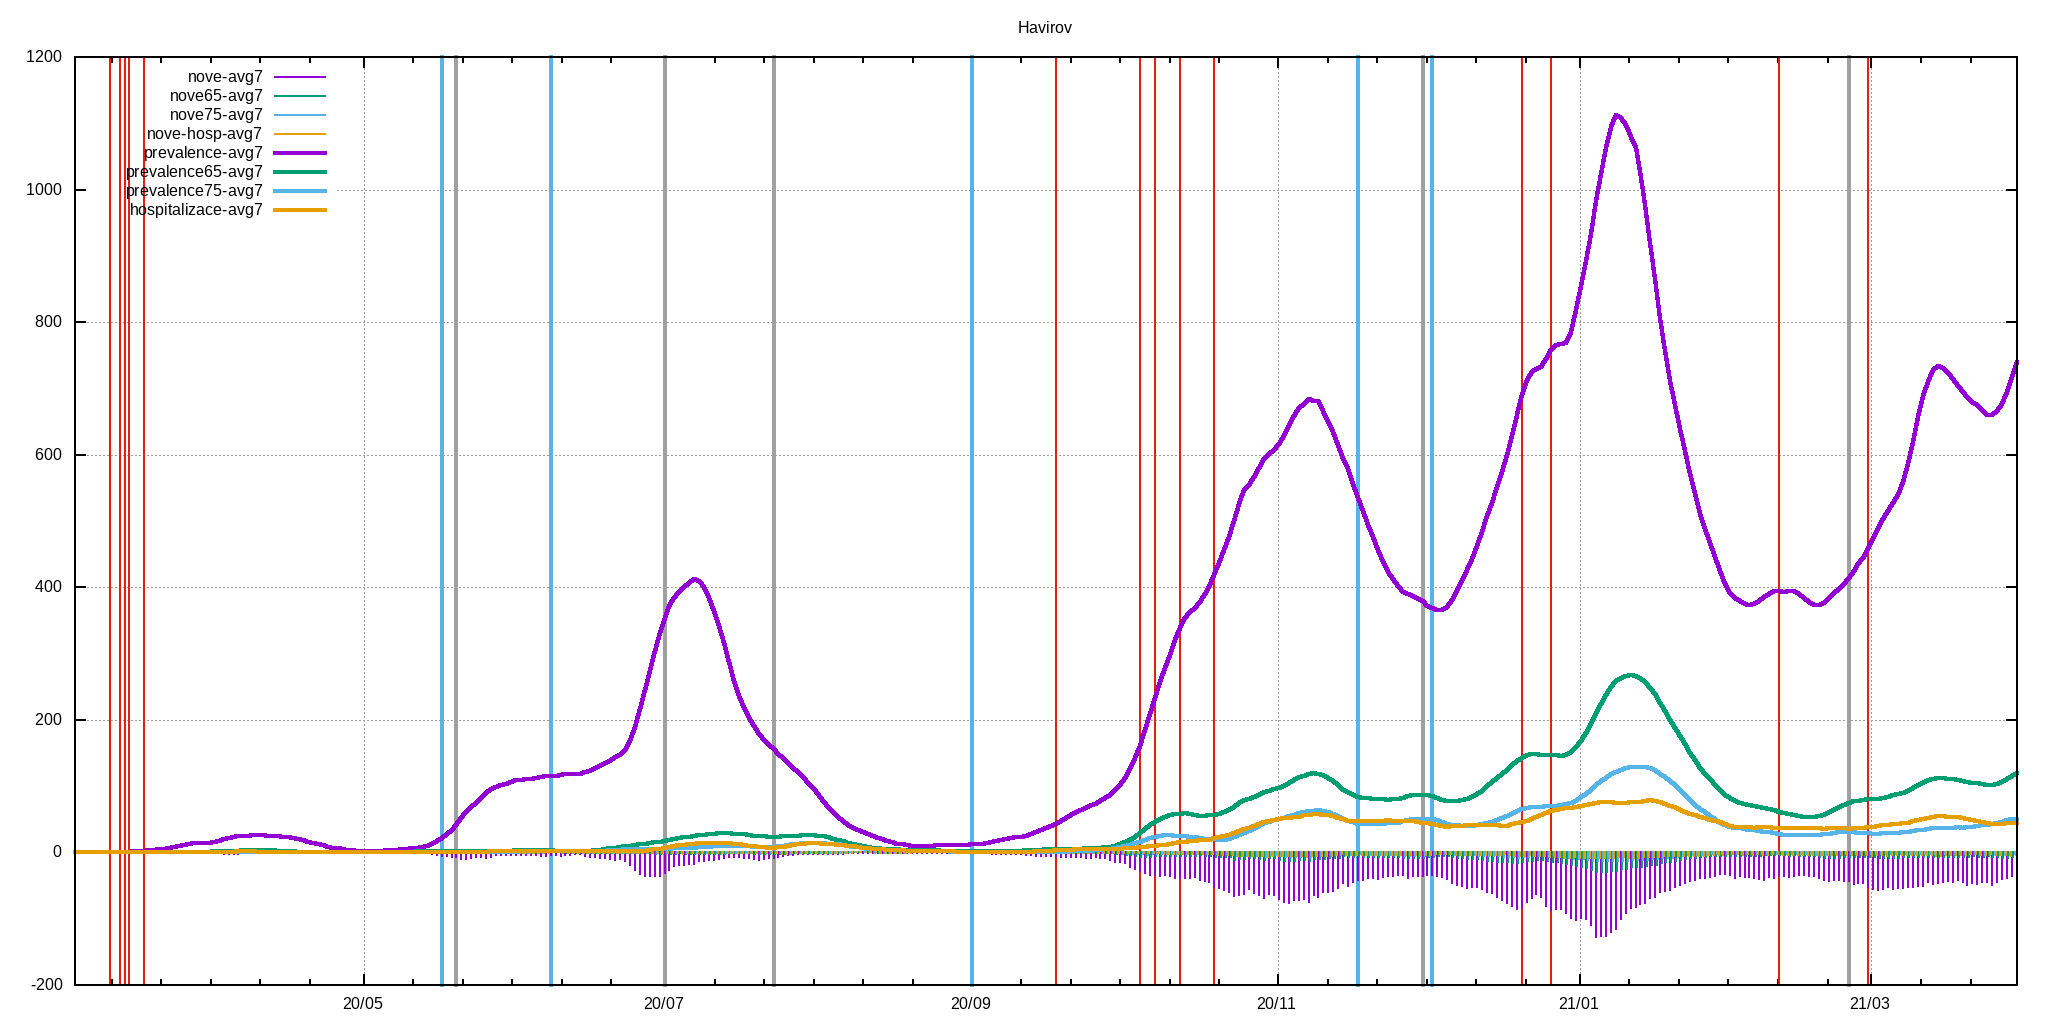 Havirov
1200
1000
800
600
400
200
0
-200
nove-avg7
nove65-avg7
nove75-avg7
nove-hosp-avg7
prevalence-avg7
prevalence65-avg7
prevalence75-avg7
hospitalizace-avg7
20/05
20/07
20/09
20/11
21/01
21/03